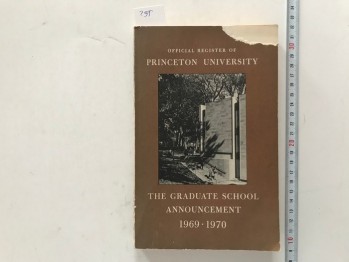 OFFICIAL REGISTER OF
PRINCETON UNIVERSITY
THE GRADUATE SCHOOL
ANNOUNCEMENT
1969-1970